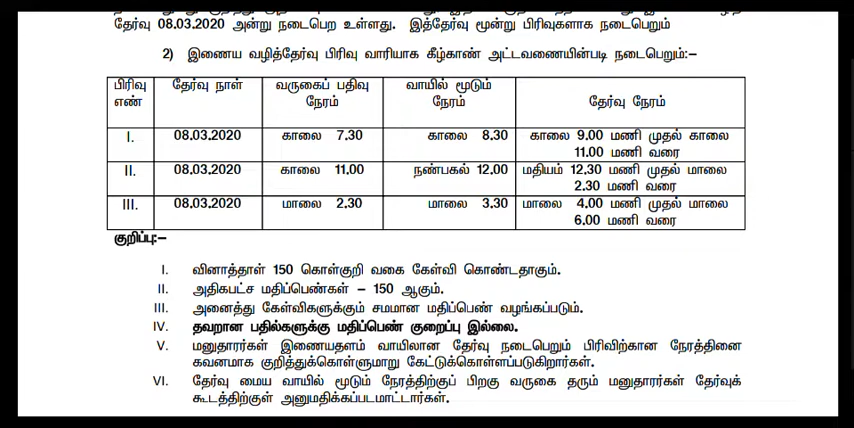 தேர்வு 08.03.2020 அன்று நடைபெற உள்ளது. இத்தேர்வு மூன்று பிரிவுகளாக நடைபெறும்
2) இணைய வழித்தேர்வு பிரிவு வாரியாக கீழ்காண் அட்டவணையின்படி நடைபெறும்:–
பிரிவு எண் தேர்வு நாள் வருகைப் பதிவு நேரம் வாயில் மூடும் நேரம் தேர்வு நேரம்
I. 08.03.2020 காலை 7.30 காலை 8.30 காலை 9.00 மணி முதல் காலை
11.00 மணி வரை
II. 08.03.2020 காலை 11.00 நண்பகல் 12.00 மதியம் 12.30 மணி முதல் மாலை
2.30 மணி வரை
III. 08.03.2020 மாலை 2.30 மாலை 3.30 மாலை 4.00 மணி முதல் மாலை
6.00 மணி வரை
குறிப்பு:–
I. வினாத்தாள் 150 கொள்குறி வகை கேள்வி கொண்டதாகும்.
II. அதிகபட்ச மதிப்பெண்கள் – 150 ஆகும்.
III. அனைத்து கேள்விகளுக்கும் சமமான மதிப்பெண் வழங்கப்படும்.
IV. தவறான பதில்களுக்கு மதிப்பெண் குறைப்பு இல்லை.
V. மனுதாரர்கள் இணையதளம் வாயிலான தேர்வு நடைபெறும் பிரிவிற்கான நேரத்தினை
கவனமாக குறித்துக்கொள்ளுமாறு கேட்டுக்கொள்ளப்படுகிறார்கள்.
VI. தேர்வு மைய வாயில் மூடும் நேரத்திற்குப் பிறகு வருகை தரும் மனுதாரர்கள் தேர்வுக்
கூடத்திற்குள் அனுமதிக்கப்படமாட்டார்கள்.